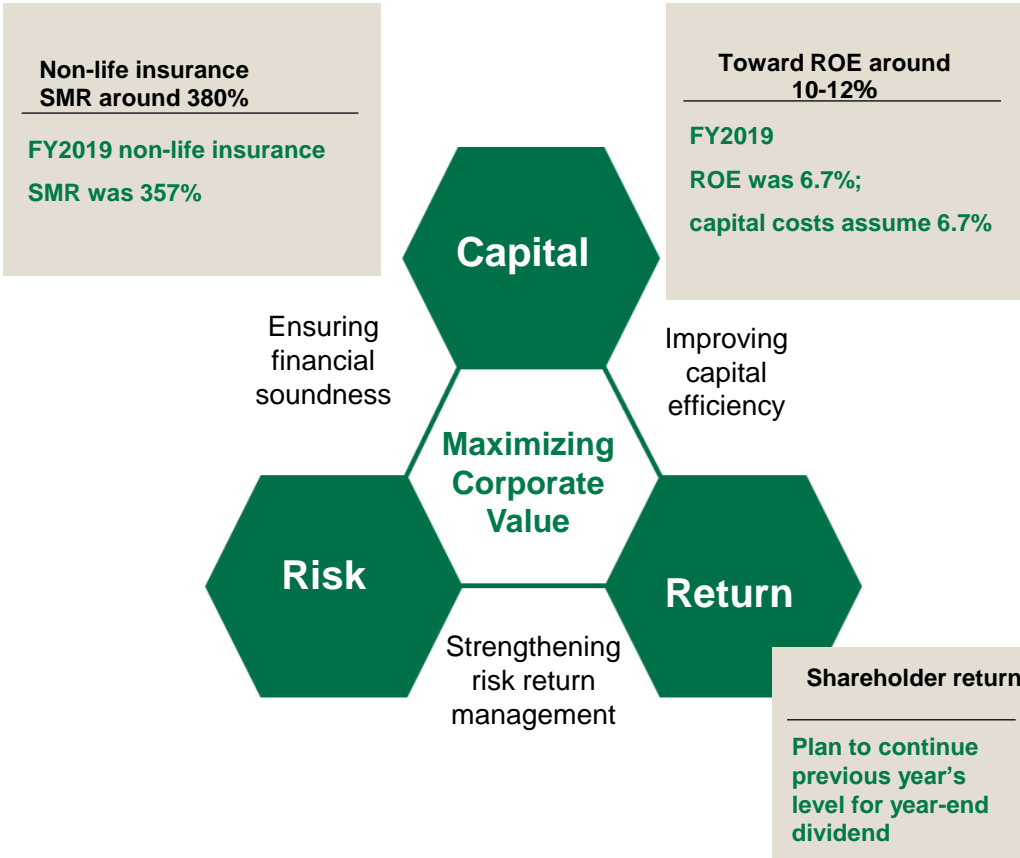 Non-life insurance
SMR around 380%
FY2019 non-life insurance
SMR was 357%
Toward ROE around
10-12%
FY2019
ROE was 6.7%;
capital costs assume 6.7%
Capital
Ensuring
financial
soundness
Improving
capital
efficiency
Maximizing
Corporate
Value
Risk
Return
Strengthening
risk return
management
Shareholder return
Plan to continue
previous year’s
level for year-end
dividend